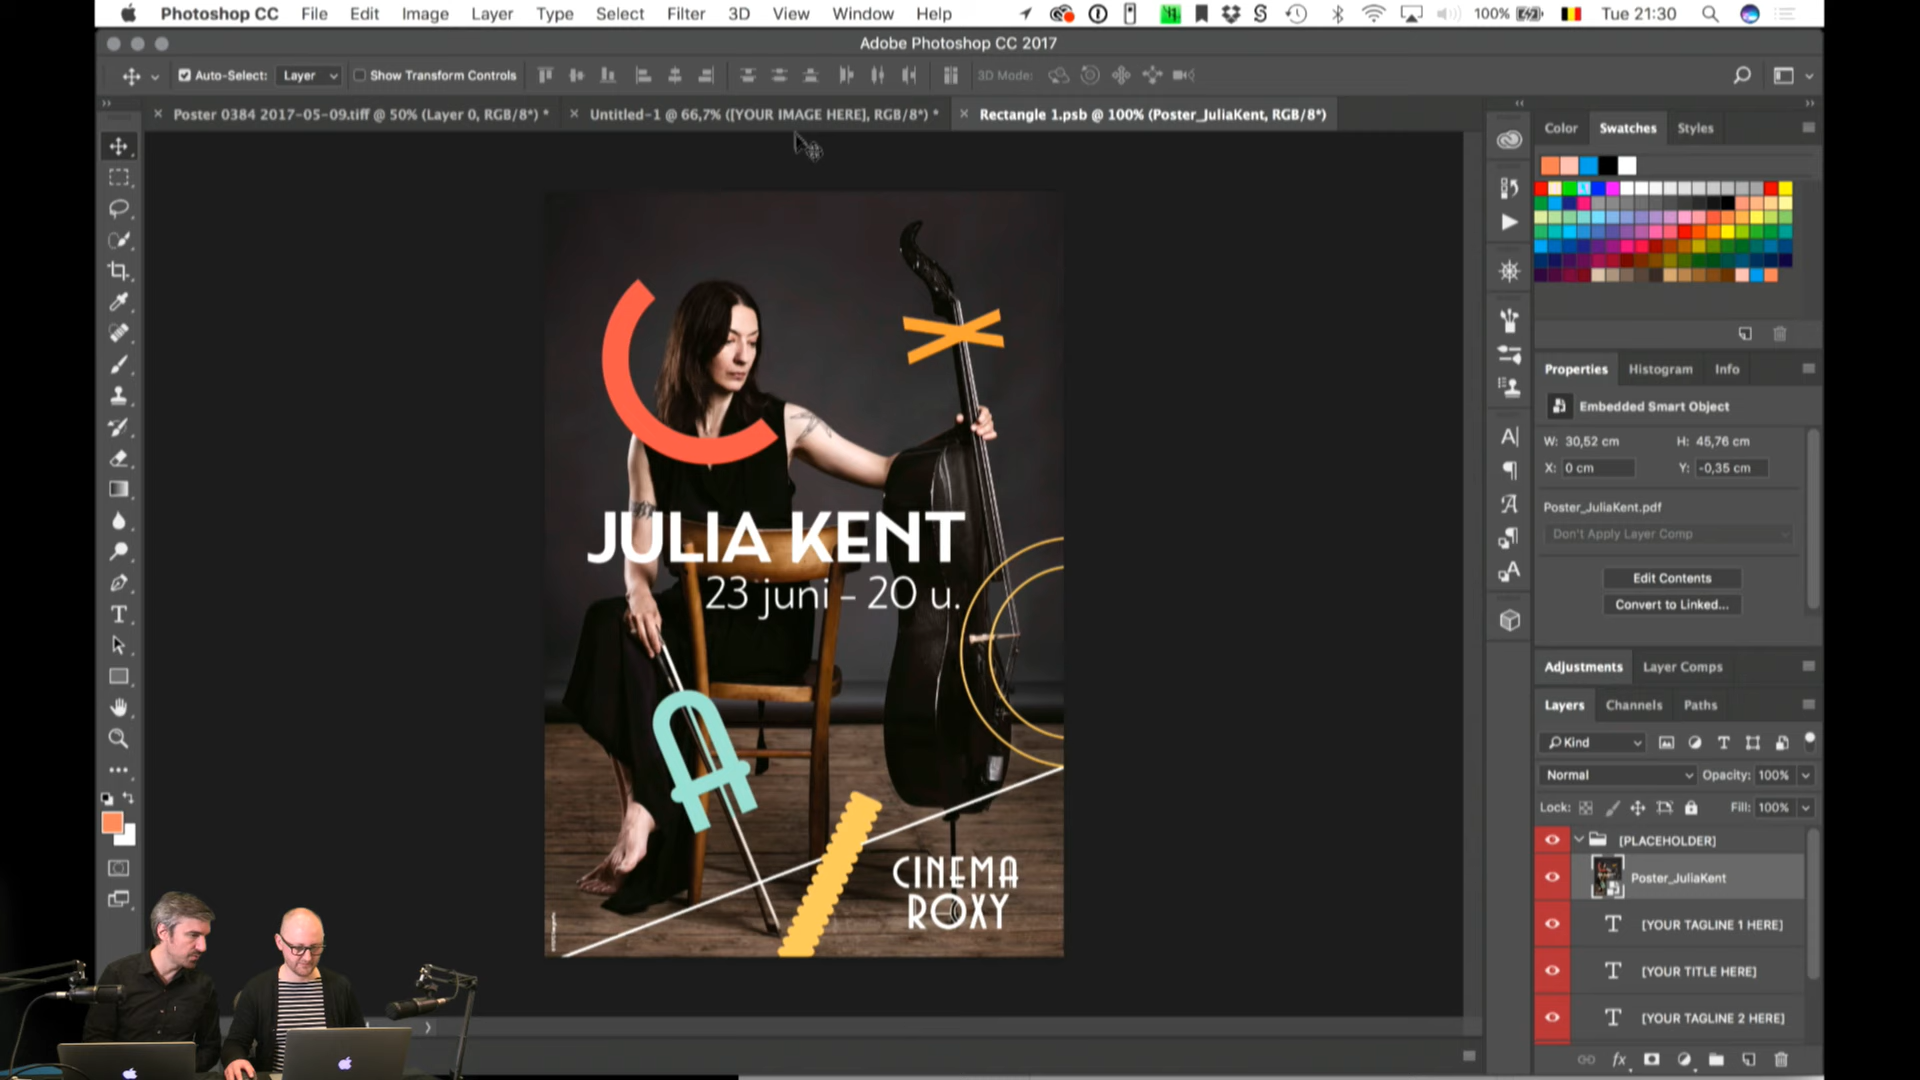 Photoshop CC File Edit Image Layer Type Select Filter 3D View Window Help 100% Tue 21:30
Adobe Photoshop CC 2017
Auto-Select: Layer Show Transform Controls 3D Mode:
Poster 0384 2017-05-09.tiff @ 50% (Layer 0, RGB/8*) *
Untitled-1 @ 66,7% ([YOUR IMAGE HERE], RGB/8*) *
Rectangle 1.psb @ 100% (Poster_JuliaKent, RGB/8*)
Color Swatches Styles
Properties Histogram Info
Embedded Smart Object
W: 30,52 cm H: 45,76 cm
X: 0 cm Y: -0,35 cm
Poster_JuliaKent.pdf
Don't Apply Layer Comp
Edit Contents
Convert to Linked...
Adjustments Layer Comps
Layers Channels Paths
Kind
Normal Opacity: 100%
Lock: Fill: 100%
[PLACEHOLDER]
Poster_JuliaKent
[YOUR TAGLINE 1 HERE]
[YOUR TITLE HERE]
[YOUR TAGLINE 2 HERE]
JULIA KENT
23 juni – 20 u.
CINEMA
ROXY